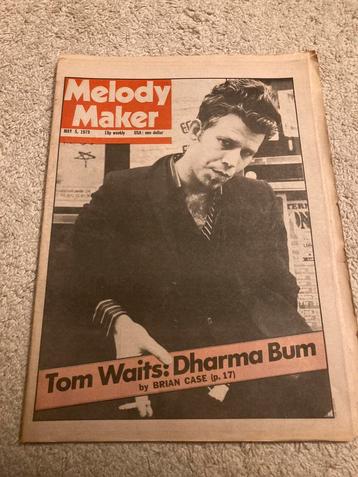 Melody
Maker
MAY 5, 1979 15p weekly USA: one dollar
Tom Waits: Dharma Bum
by BRIAN CASE (p. 17)